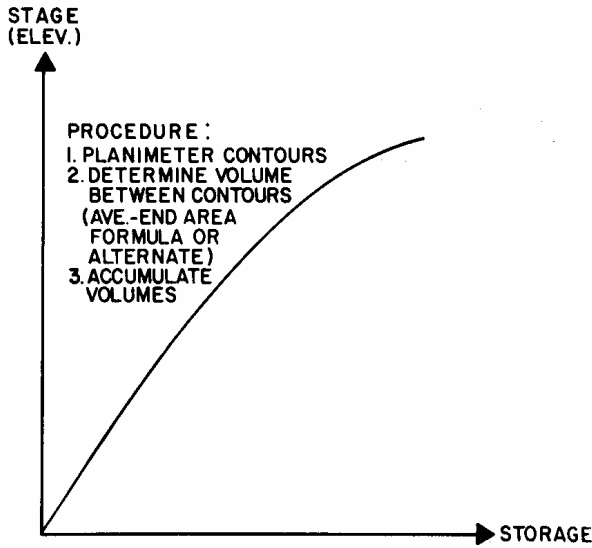 STAGE
(ELEV.)
PROCEDURE:
1. PLANIMETER CONTOURS
2. DETERMINE VOLUME
BETWEEN CONTOURS
(AVE.-END AREA
FORMULA OR
ALTERNATE)
3. ACCUMULATE
VOLUMES
STORAGE